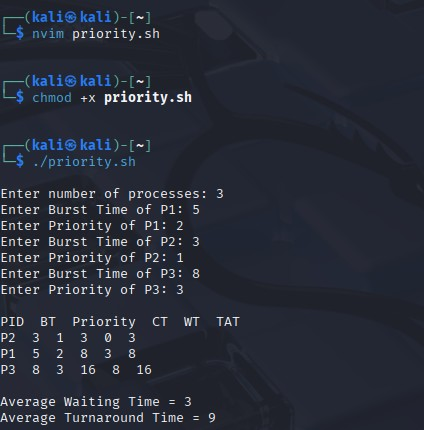 ┌──(kali㉿kali)-[~]
└─$ nvim priority.sh
┌──(kali㉿kali)-[~]
└─$ chmod +x priority.sh
┌──(kali㉿kali)-[~]
└─$ ./priority.sh
Enter number of processes: 3
Enter Burst Time of P1: 5
Enter Priority of P1: 2
Enter Burst Time of P2: 3
Enter Priority of P2: 1
Enter Burst Time of P3: 8
Enter Priority of P3: 3
PID  BT  Priority  CT  WT  TAT
P2  3  1  3  0  3
P1  5  2  8  3  8
P3  8  3  16  8  16
Average Waiting Time = 3
Average Turnaround Time = 9